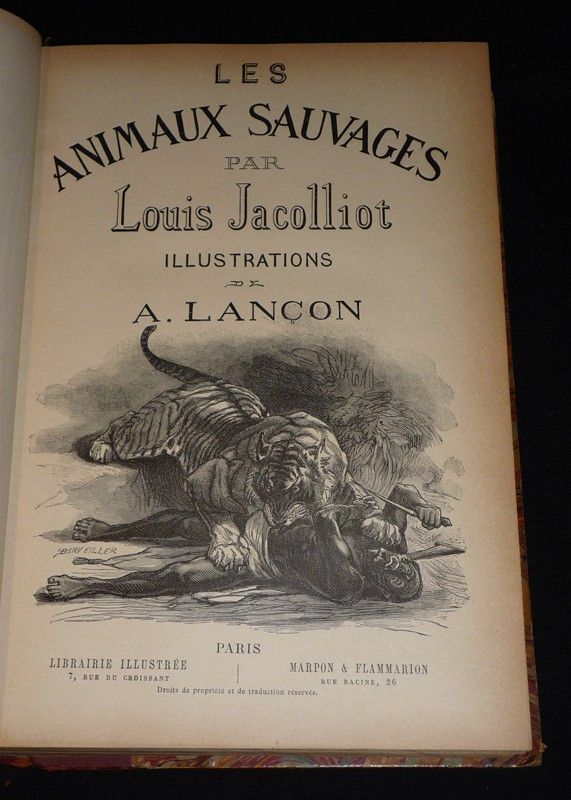 LES
ANIMAUX SAUVAGES
PAR
Louis Jacolliot
ILLUSTRATIONS
DE
A. LANÇON
BERVEILLER
PARIS
LIBRAIRIE ILLUSTRÉE
7, RUE DU CROISSANT
MARPON & FLAMMARION
RUE RACINE, 26
Droits de propriété et de traduction réservés.